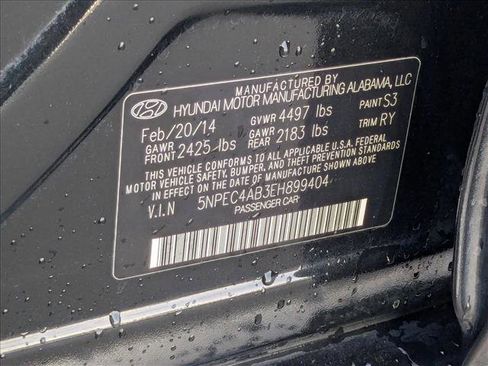 MANUFACTURED BY
HYUNDAI MOTOR MANUFACTURING ALABAMA, LLC
Feb/20/14 GVWR 4497 lbs PAINT S3
GAWR FRONT 2425 lbs GAWR REAR 2183 lbs TRIM RY
THIS VEHICLE CONFORMS TO ALL APPLICABLE U.S.A. FEDERAL
MOTOR VEHICLE SAFETY, BUMPER, AND THEFT PREVENTION STANDARDS
IN EFFECT ON THE DATE OF MANUFACTURE SHOWN ABOVE.
V.I.N 5NPEC4AB3EH899404
PASSENGER CAR